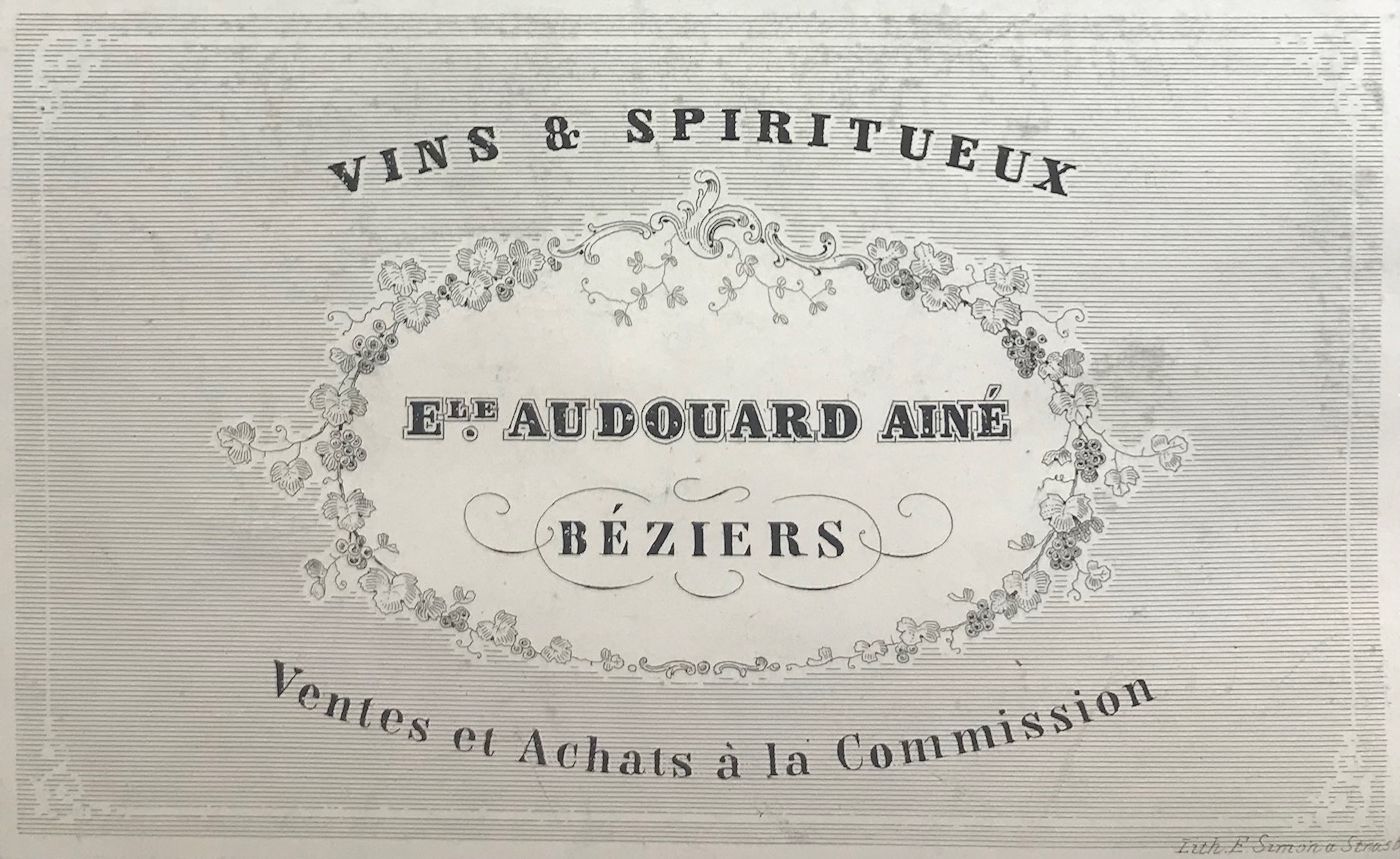 VINS & SPIRITUEUX
ELE AUDOUARD AINÉ
BÉZIERS
Ventes et Achats à la Commission
Lith. E. Simon a Stras